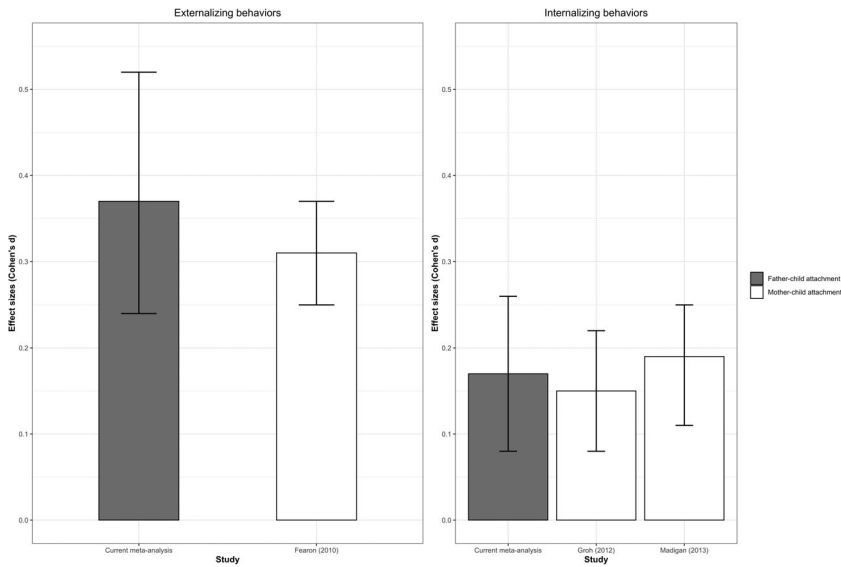 Externalizing behaviors
Effect sizes (Cohen's d)
0.5
0.4
0.3
0.2
0.1
0.0
Current meta-analysis
Fearon (2010)
Study
Internalizing behaviors
Effect sizes (Cohen's d)
0.5
0.4
0.3
0.2
0.1
0.0
Current meta-analysis
Groh (2012)
Madigan (2013)
Study
Father-child attachment
Mother-child attachment